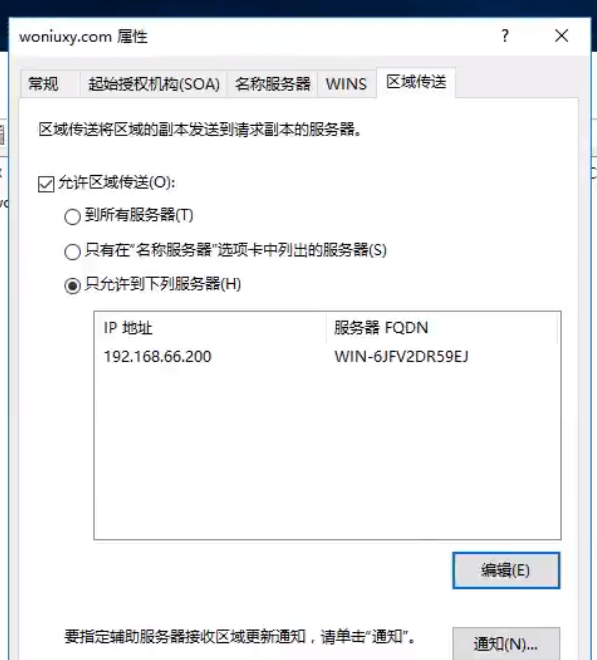 woniuxy.com 属性
常规 起始授权机构(SOA) 名称服务器 WINS 区域传送
区域传送将区域的副本发送到请求副本的服务器。
允许区域传送(O):
到所有服务器(T)
只有在“名称服务器”选项卡中列出的服务器(S)
只允许到下列服务器(H)
IP 地址 服务器 FQDN
192.168.66.200 WIN-6JFV2DR59EJ
编辑(E)
要指定辅助服务器接收区域更新通知，请单击“通知”。
通知(N)...